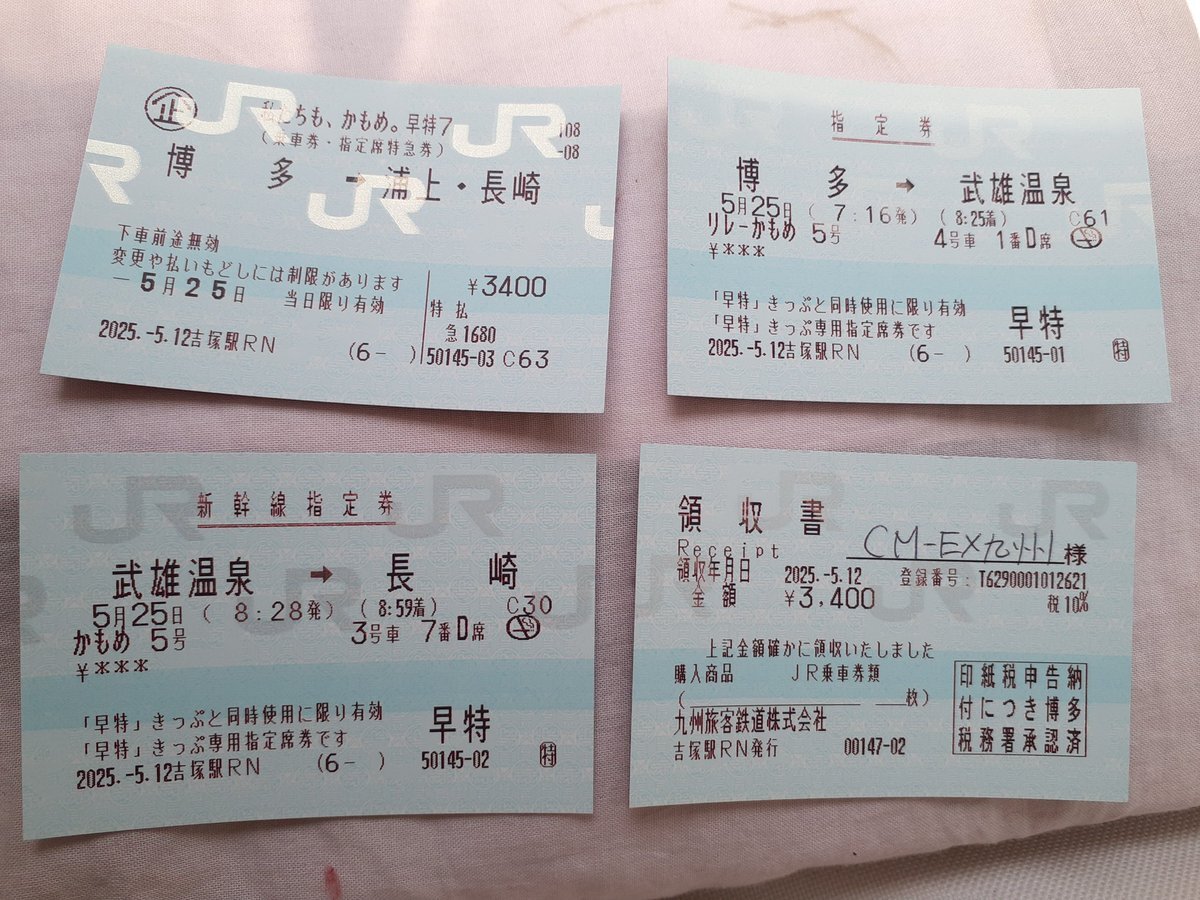 企
私たちも、かもめ。早特7
108
(乗車券・指定席特急券)
-08
博多→浦上・長崎
下車前途無効
変更や払いもどしには制限があります
-5月25日 当日限り有効
¥3400
特 払
急1680
2025.-5.12吉塚駅RN (6- ) 50145-03 C63
指定券
博多→武雄温泉
5月25日 ( 7:16発) (8:25着) C61
リレーかもめ 5号 4号車 1番D席
¥***
「早特」きっぷと同時使用に限り有効
「早特」きっぷ専用指定席券です
早特
2025.-5.12吉塚駅RN (6- ) 50145-01 特
新幹線指定券
武雄温泉→長崎
5月25日 ( 8:28発) (8:59着) C30
かもめ 5号 3号車 7番D席
¥***
「早特」きっぷと同時使用に限り有効
「早特」きっぷ専用指定席券です
早特
2025.-5.12吉塚駅RN (6- ) 50145-02 特
領収書
Receipt
CM-EX九州 様
領収年月日 2025.-5.12 登録番号:T6290001012621
金額 ¥3,400 税10%
上記金額確かに領収いたしました
購入商品 JR乗車券類
( 枚)
九州旅客鉄道株式会社
吉塚駅RN発行 00147-02
印紙税申告納
付につき博多
税務署承認済